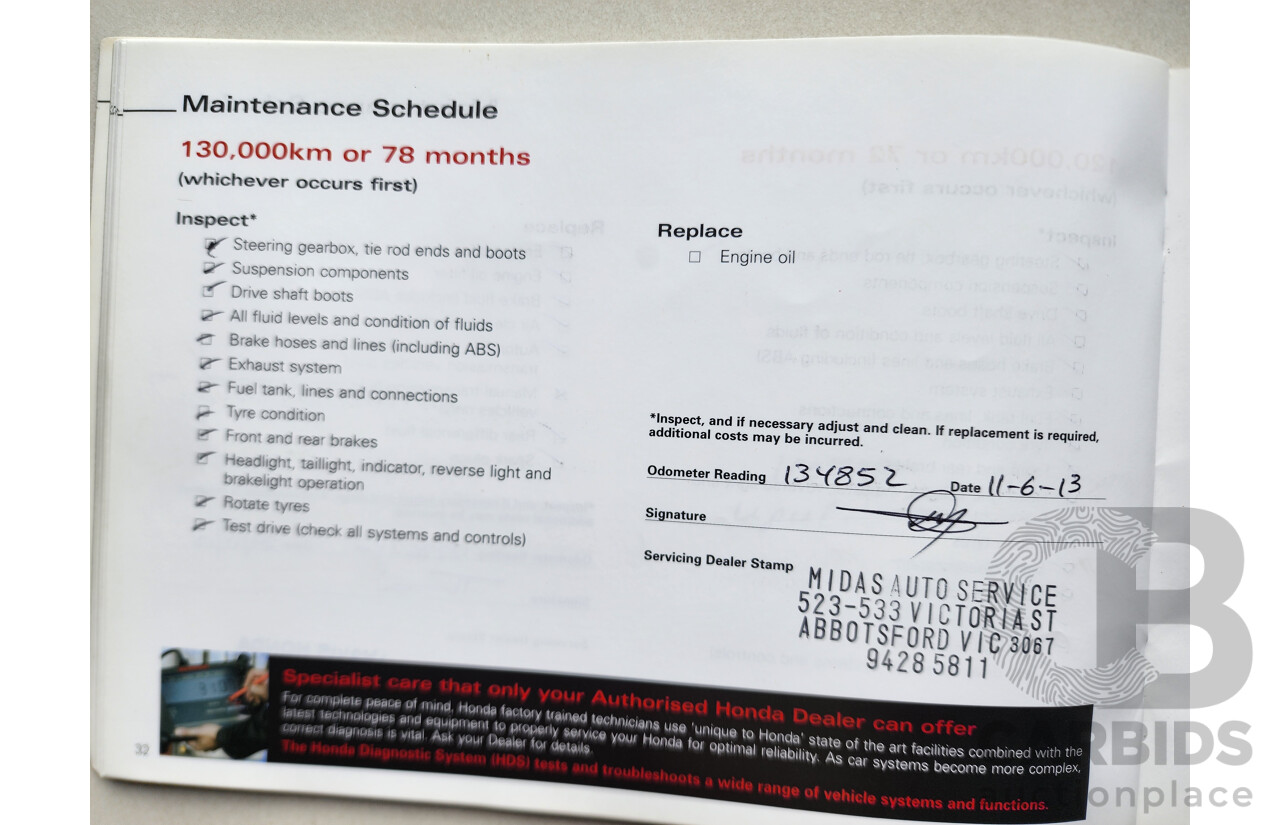 Maintenance Schedule
130,000km or 78 months
(whichever occurs first)
Inspect*
Steering gearbox, tie rod ends and boots
Suspension components
Drive shaft boots
All fluid levels and condition of fluids
Brake hoses and lines (including ABS)
Exhaust system
Fuel tank, lines and connections
Tyre condition
Front and rear brakes
Headlight, taillight, indicator, reverse light and
brakelight operation
Rotate tyres
Test drive (check all systems and controls)
Replace
Engine oil
*Inspect, and if necessary adjust and clean. If replacement is required,
additional costs may be incurred.
Odometer Reading 134852 Date 11-6-13
Signature
Servicing Dealer Stamp
MIDAS AUTO SERVICE
523-533 VICTORIA ST
ABBOTSFORD VIC 3067
9428 5811
Specialist care that only your Authorised Honda Dealer can offer
For complete peace of mind, Honda factory trained technicians use 'unique to Honda' state of the art facilities combined with the
latest technologies and equipment to properly service your Honda for optimal reliability. As car systems become more complex,
correct diagnosis is vital. Ask your Dealer for details.
The Honda Diagnostic System (HDS) tests and troubleshoots a wide range of vehicle systems and functions.
32
CARBIDS
auctionplace